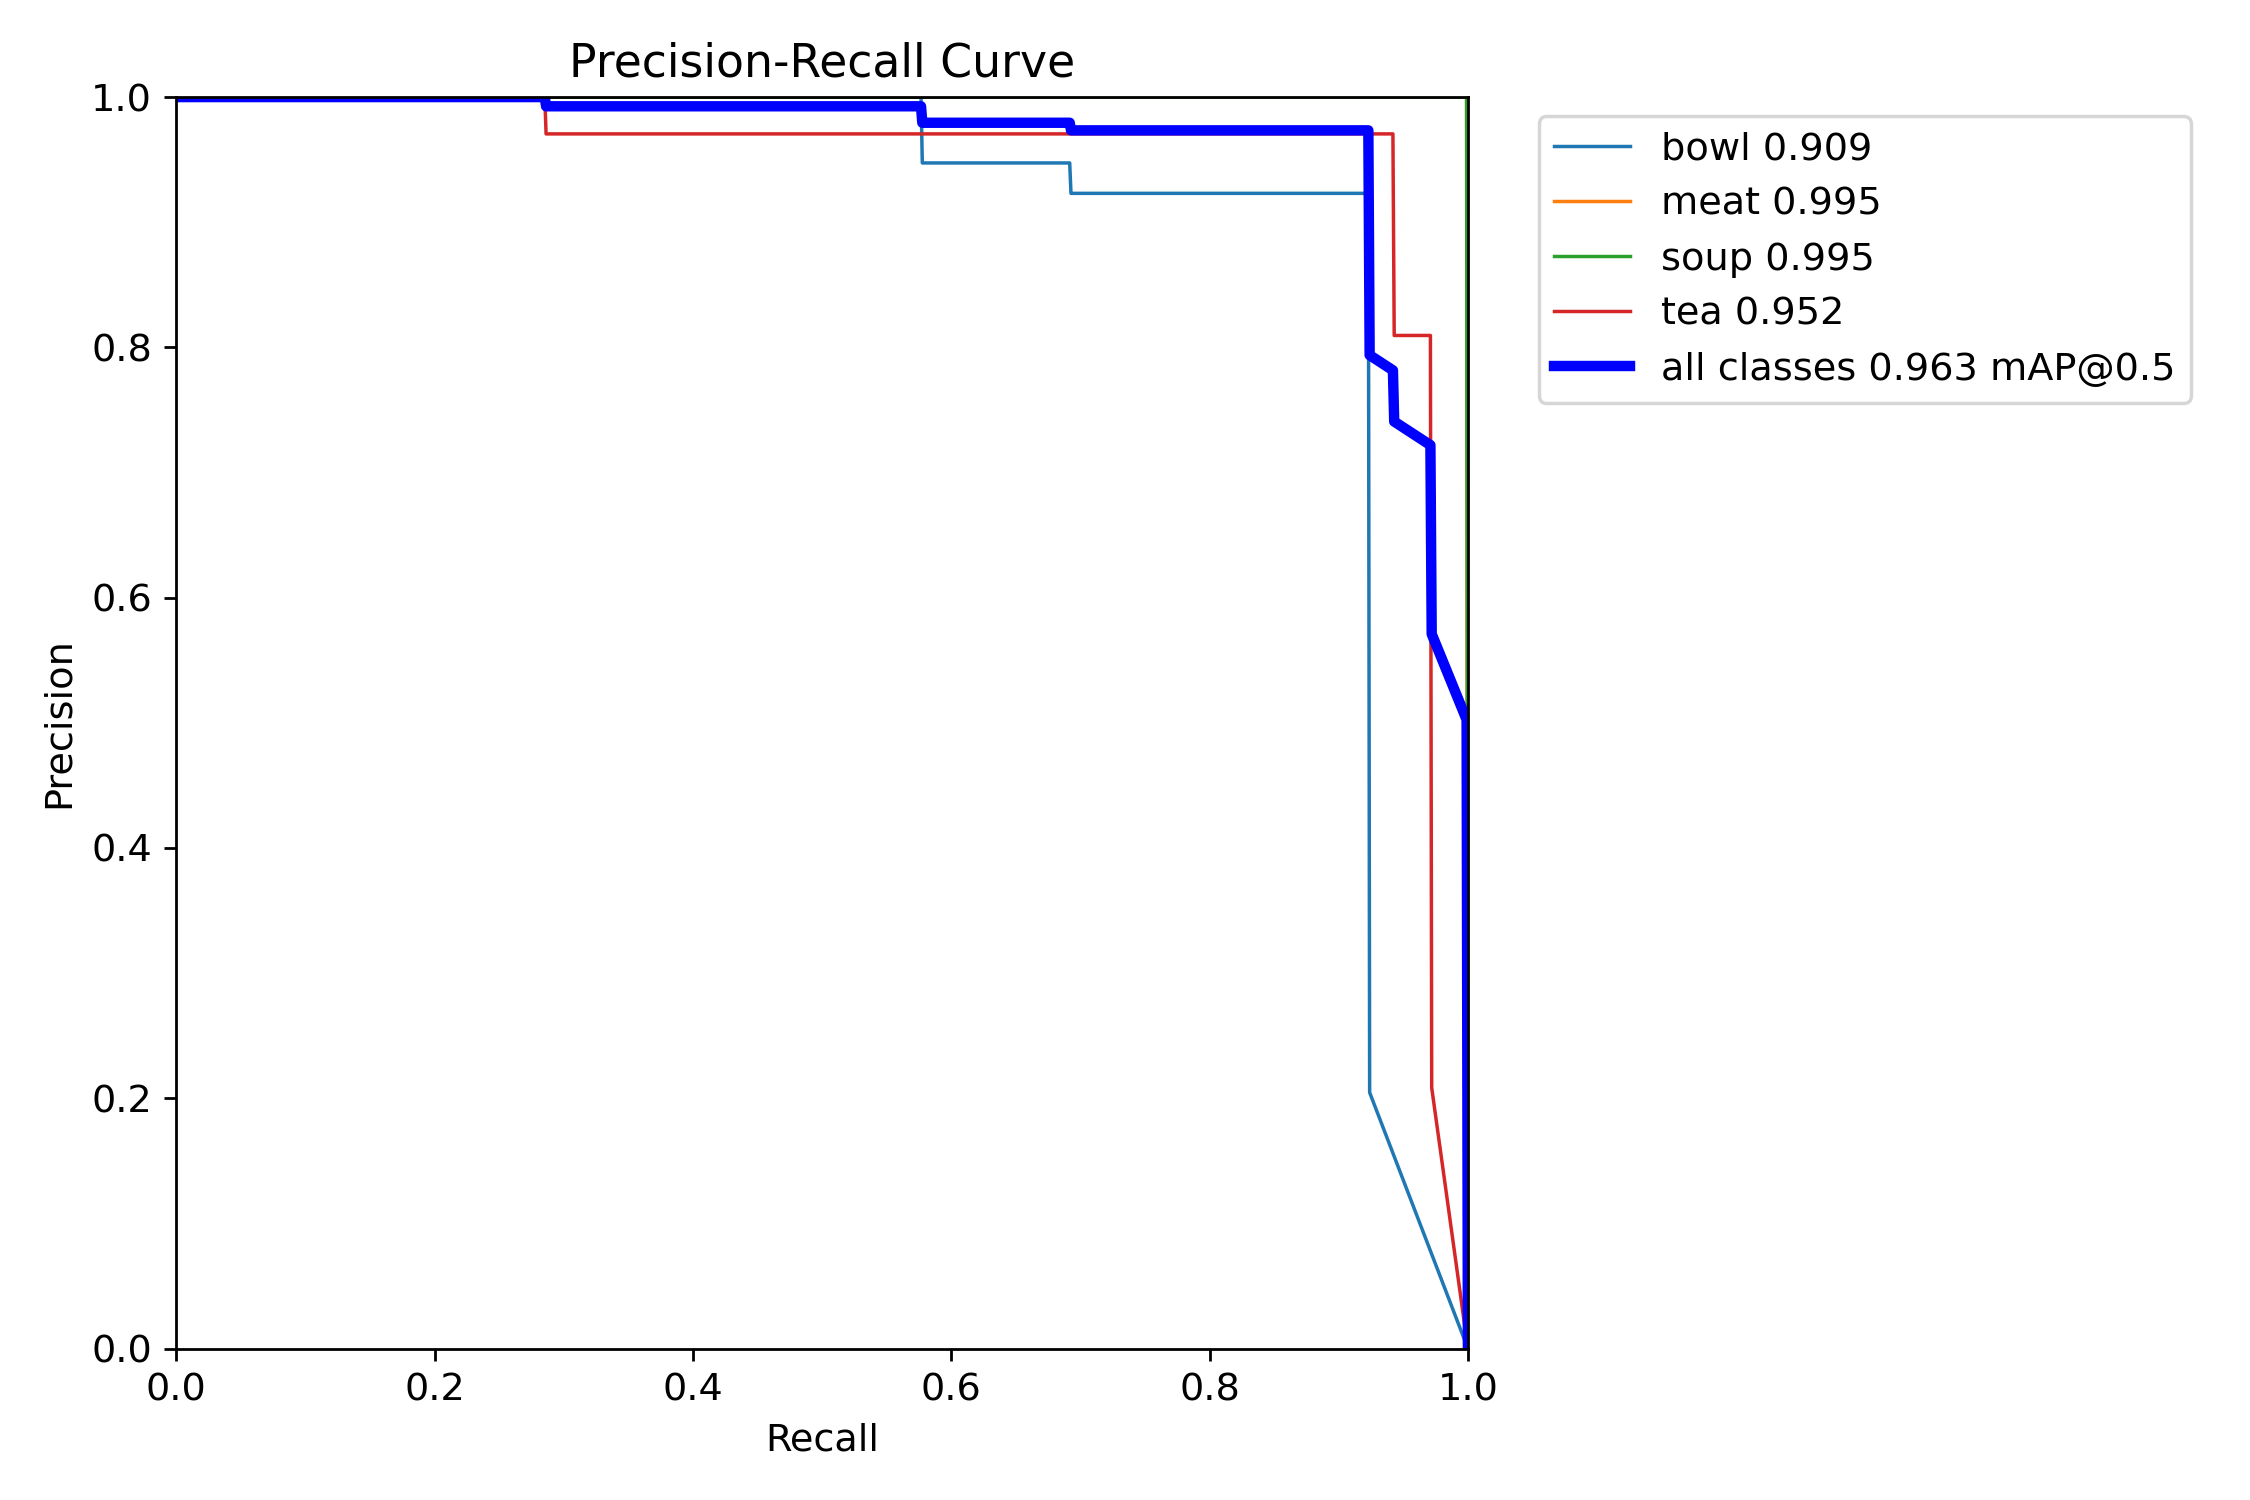 Precision-Recall Curve
1.0
0.8
0.6
0.4
0.2
0.0
Precision
0.0 0.2 0.4 0.6 0.8 1.0
Recall
bowl 0.909
meat 0.995
soup 0.995
tea 0.952
all classes 0.963 mAP@0.5